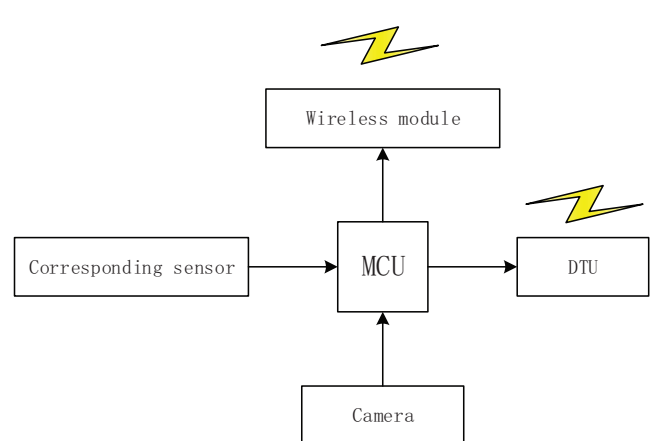 Wireless module
Corresponding sensor
MCU
DTU
Camera